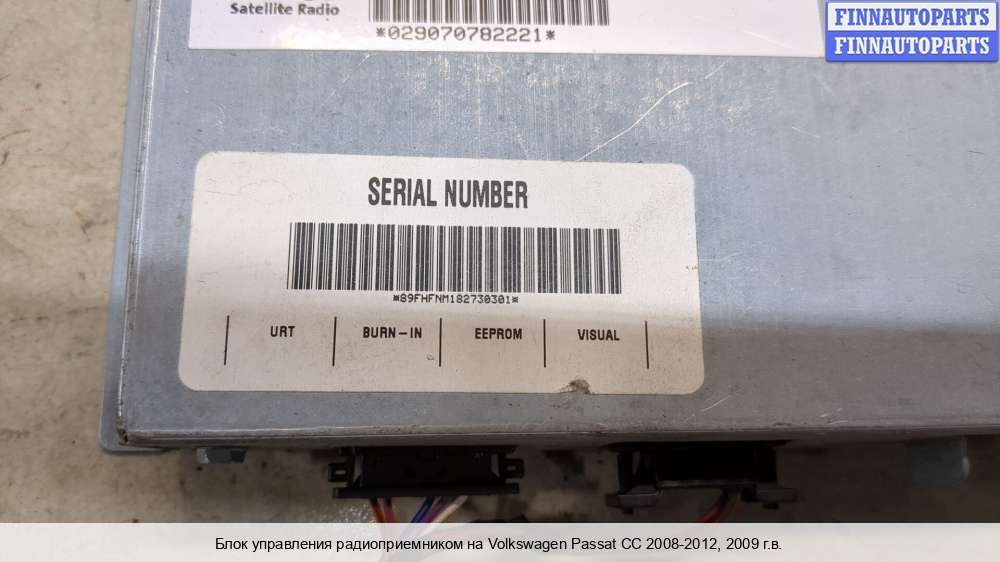 Satellite Radio
*029070782221*
FINNAUTOPARTS
FINNAUTOPARTS
SERIAL NUMBER
*89FHFNM182730301*
URT
BURN-IN
EEPROM
VISUAL
Блок управления радиоприемником на Volkswagen Passat CC 2008-2012, 2009 г.в.